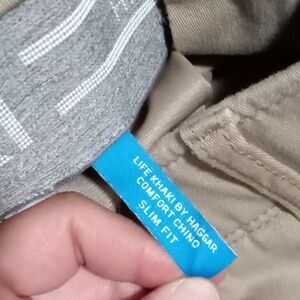 LIFE KHAKI BY HAGGAR
COMFORT CHINO
SLIM FIT